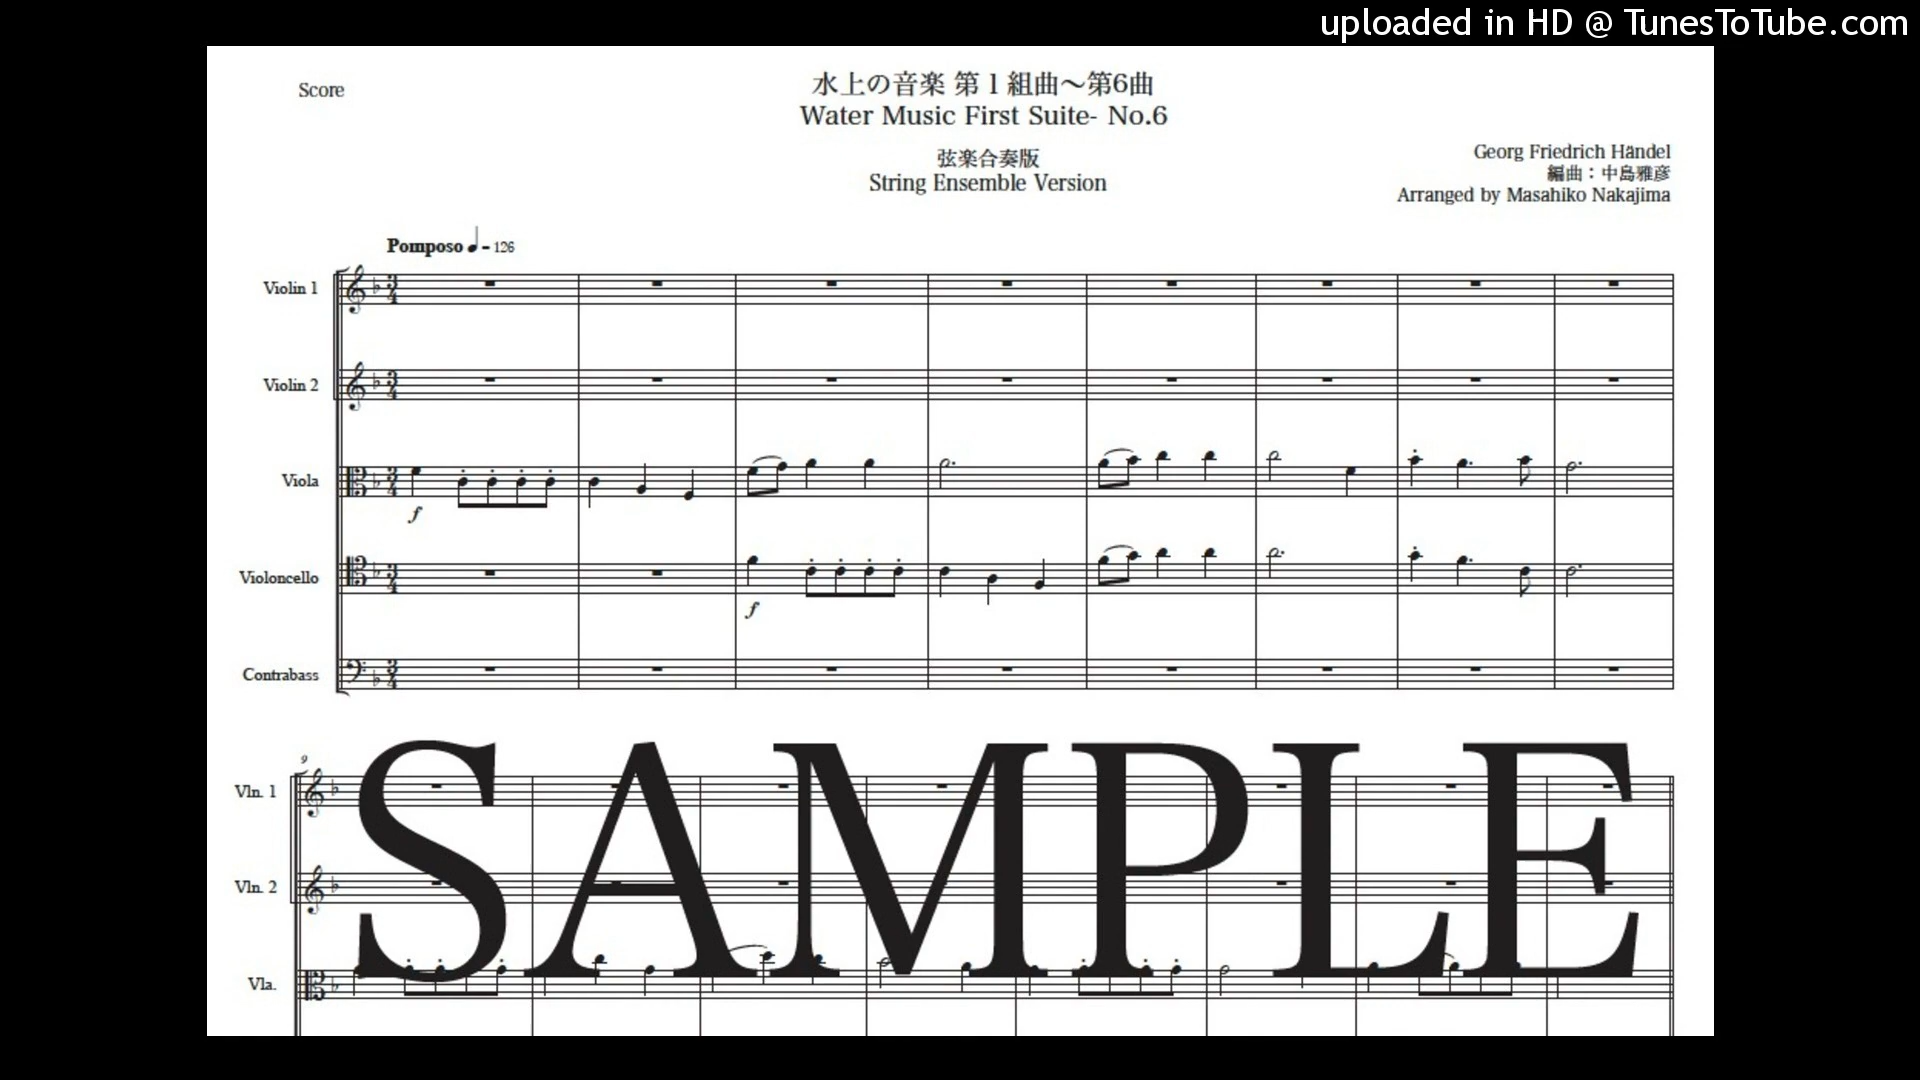 uploaded in HD @ TunesToTube.com
Score
水上の音楽 第1組曲～第6曲
Water Music First Suite- No.6
弦楽合奏版
String Ensemble Version
Georg Friedrich Händel
編曲：中島雅彦
Arranged by Masahiko Nakajima
Pomposo ♩ = 126
Violin 1
Violin 2
Viola
f
Violoncello
f
Contrabass
9
Vln. 1
Vln. 2
Vla.
SAMPLE